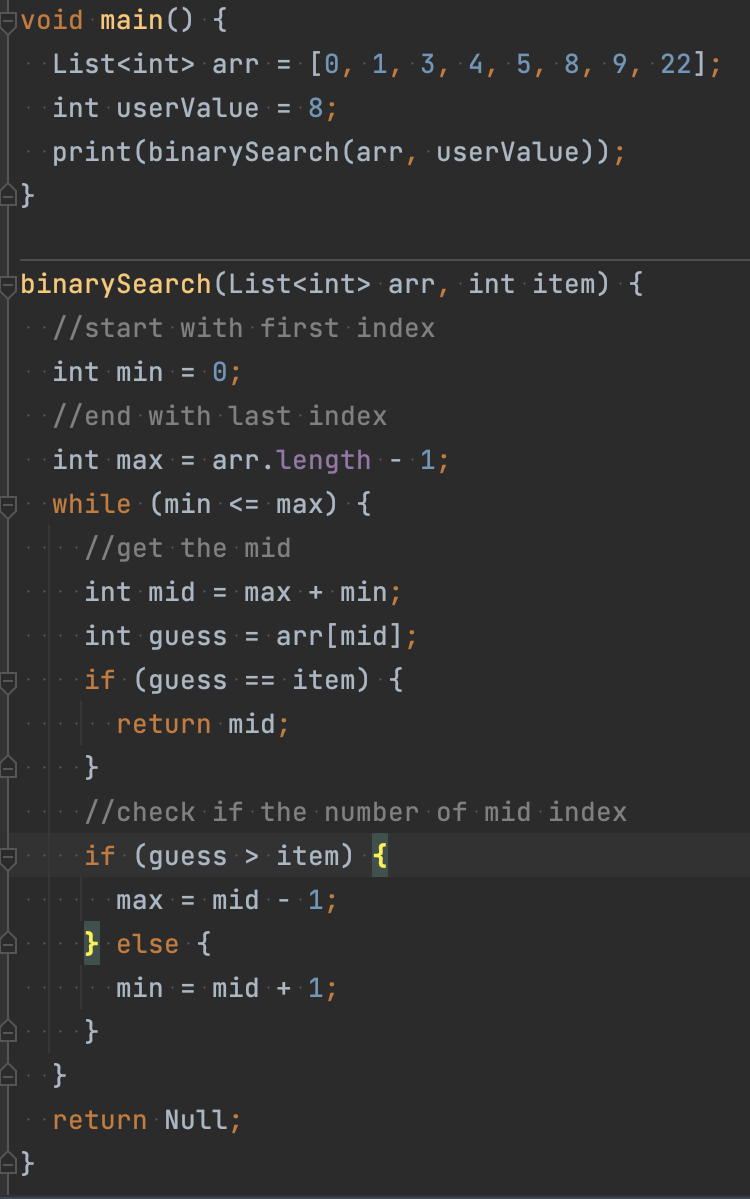 void main() {
  List<int> arr = [0, 1, 3, 4, 5, 8, 9, 22];
  int userValue = 8;
  print(binarySearch(arr, userValue));
}

binarySearch(List<int> arr, int item) {
  //start with first index
  int min = 0;
  //end with last index
  int max = arr.length - 1;
  while (min <= max) {
    //get the mid
    int mid = max + min;
    int guess = arr[mid];
    if (guess == item) {
      return mid;
    }
    //check if the number of mid index
    if (guess > item) {
      max = mid - 1;
    } else {
      min = mid + 1;
    }
  }
  return Null;
}